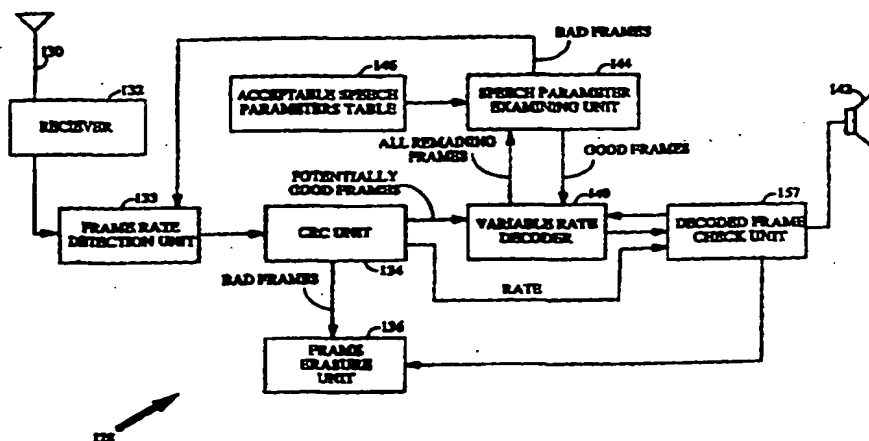 BAD FRAMES
130
146
144
142
132
ACCEPTABLE SPEECH
PARAMETERS TABLE
SPEECH PARAMETER
EXAMINING UNIT
RECIEVER
ALL REMAINING
FRAMES
GOOD FRAMES
POTENTIALLY
GOOD FRAMES
133
140
157
FRAME RATE
DETECTION UNIT
CRC UNIT
VARIABLE RATE
DECODER
DECODED FRAME
CHECK UNIT
134
BAD FRAMES
RATE
136
FRAME
ERASURE
UNIT